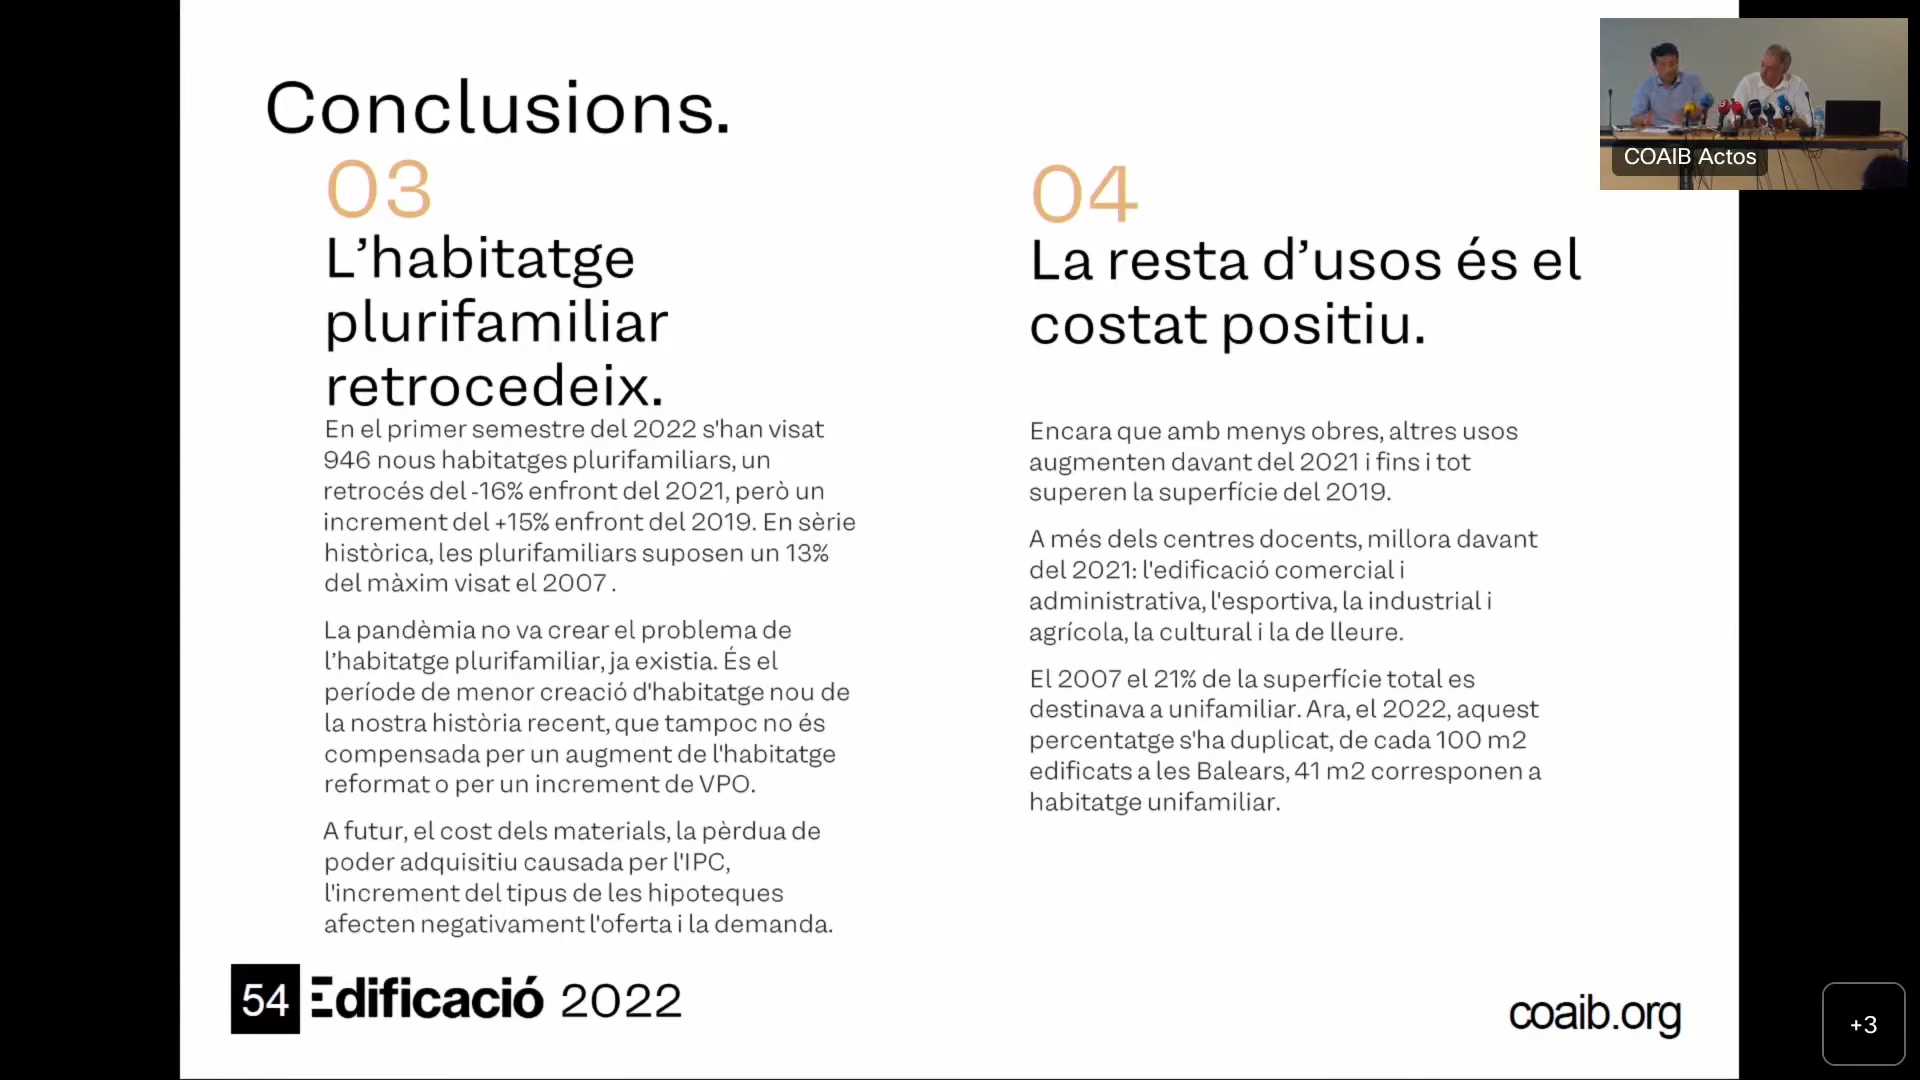 Conclusions.
03
L’habitatge
plurifamiliar
retrocedeix.
En el primer semestre del 2022 s'han visat
946 nous habitatges plurifamiliars, un
retrocés del -16% enfront del 2021, però un
increment del +15% enfront del 2019. En sèrie
històrica, les plurifamiliars suposen un 13%
del màxim visat el 2007.
La pandèmia no va crear el problema de
l’habitatge plurifamiliar, ja existia. És el
període de menor creació d'habitatge nou de
la nostra història recent, que tampoc no és
compensada per un augment de l'habitatge
reformat o per un increment de VPO.
A futur, el cost dels materials, la pèrdua de
poder adquisitiu causada per l'IPC,
l'increment del tipus de les hipoteques
afecten negativament l'oferta i la demanda.
04
La resta d’usos és el
costat positiu.
Encara que amb menys obres, altres usos
augmenten davant del 2021 i fins i tot
superen la superfície del 2019.
A més dels centres docents, millora davant
del 2021: l'edificació comercial i
administrativa, l'esportiva, la industrial i
agrícola, la cultural i la de lleure.
El 2007 el 21% de la superfície total es
destinava a unifamiliar. Ara, el 2022, aquest
percentatge s'ha duplicat, de cada 100 m2
edificats a les Balears, 41 m2 corresponen a
habitatge unifamiliar.
54 Edificació 2022
coaib.org
COAIB Actos
+3